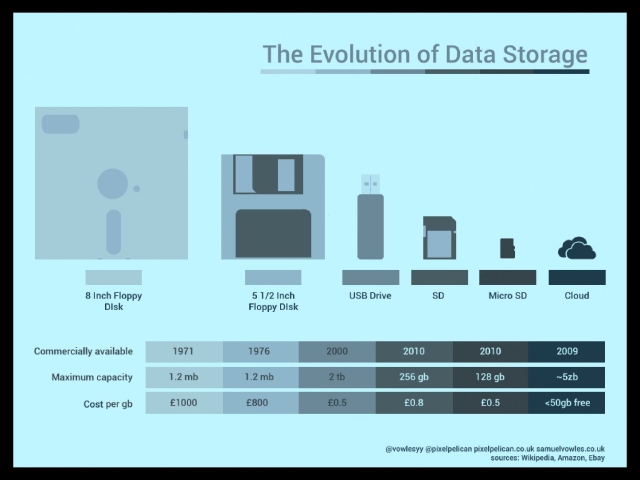 The Evolution of Data Storage
8 Inch Floppy
Disk
5 1/2 Inch
Floppy Disk
USB Drive
SD
Micro SD
Cloud
Commercially available 1971 1976 2000 2010 2010 2009
Maximum capacity 1.2 mb 1.2 mb 2 tb 256 gb 128 gb ~5zb
Cost per gb £1000 £800 £0.5 £0.8 £0.5 <50gb free
@vowlesyy @pixelpelican pixelpelican.co.uk samuelvowles.co.uk
sources: Wikipedia, Amazon, Ebay